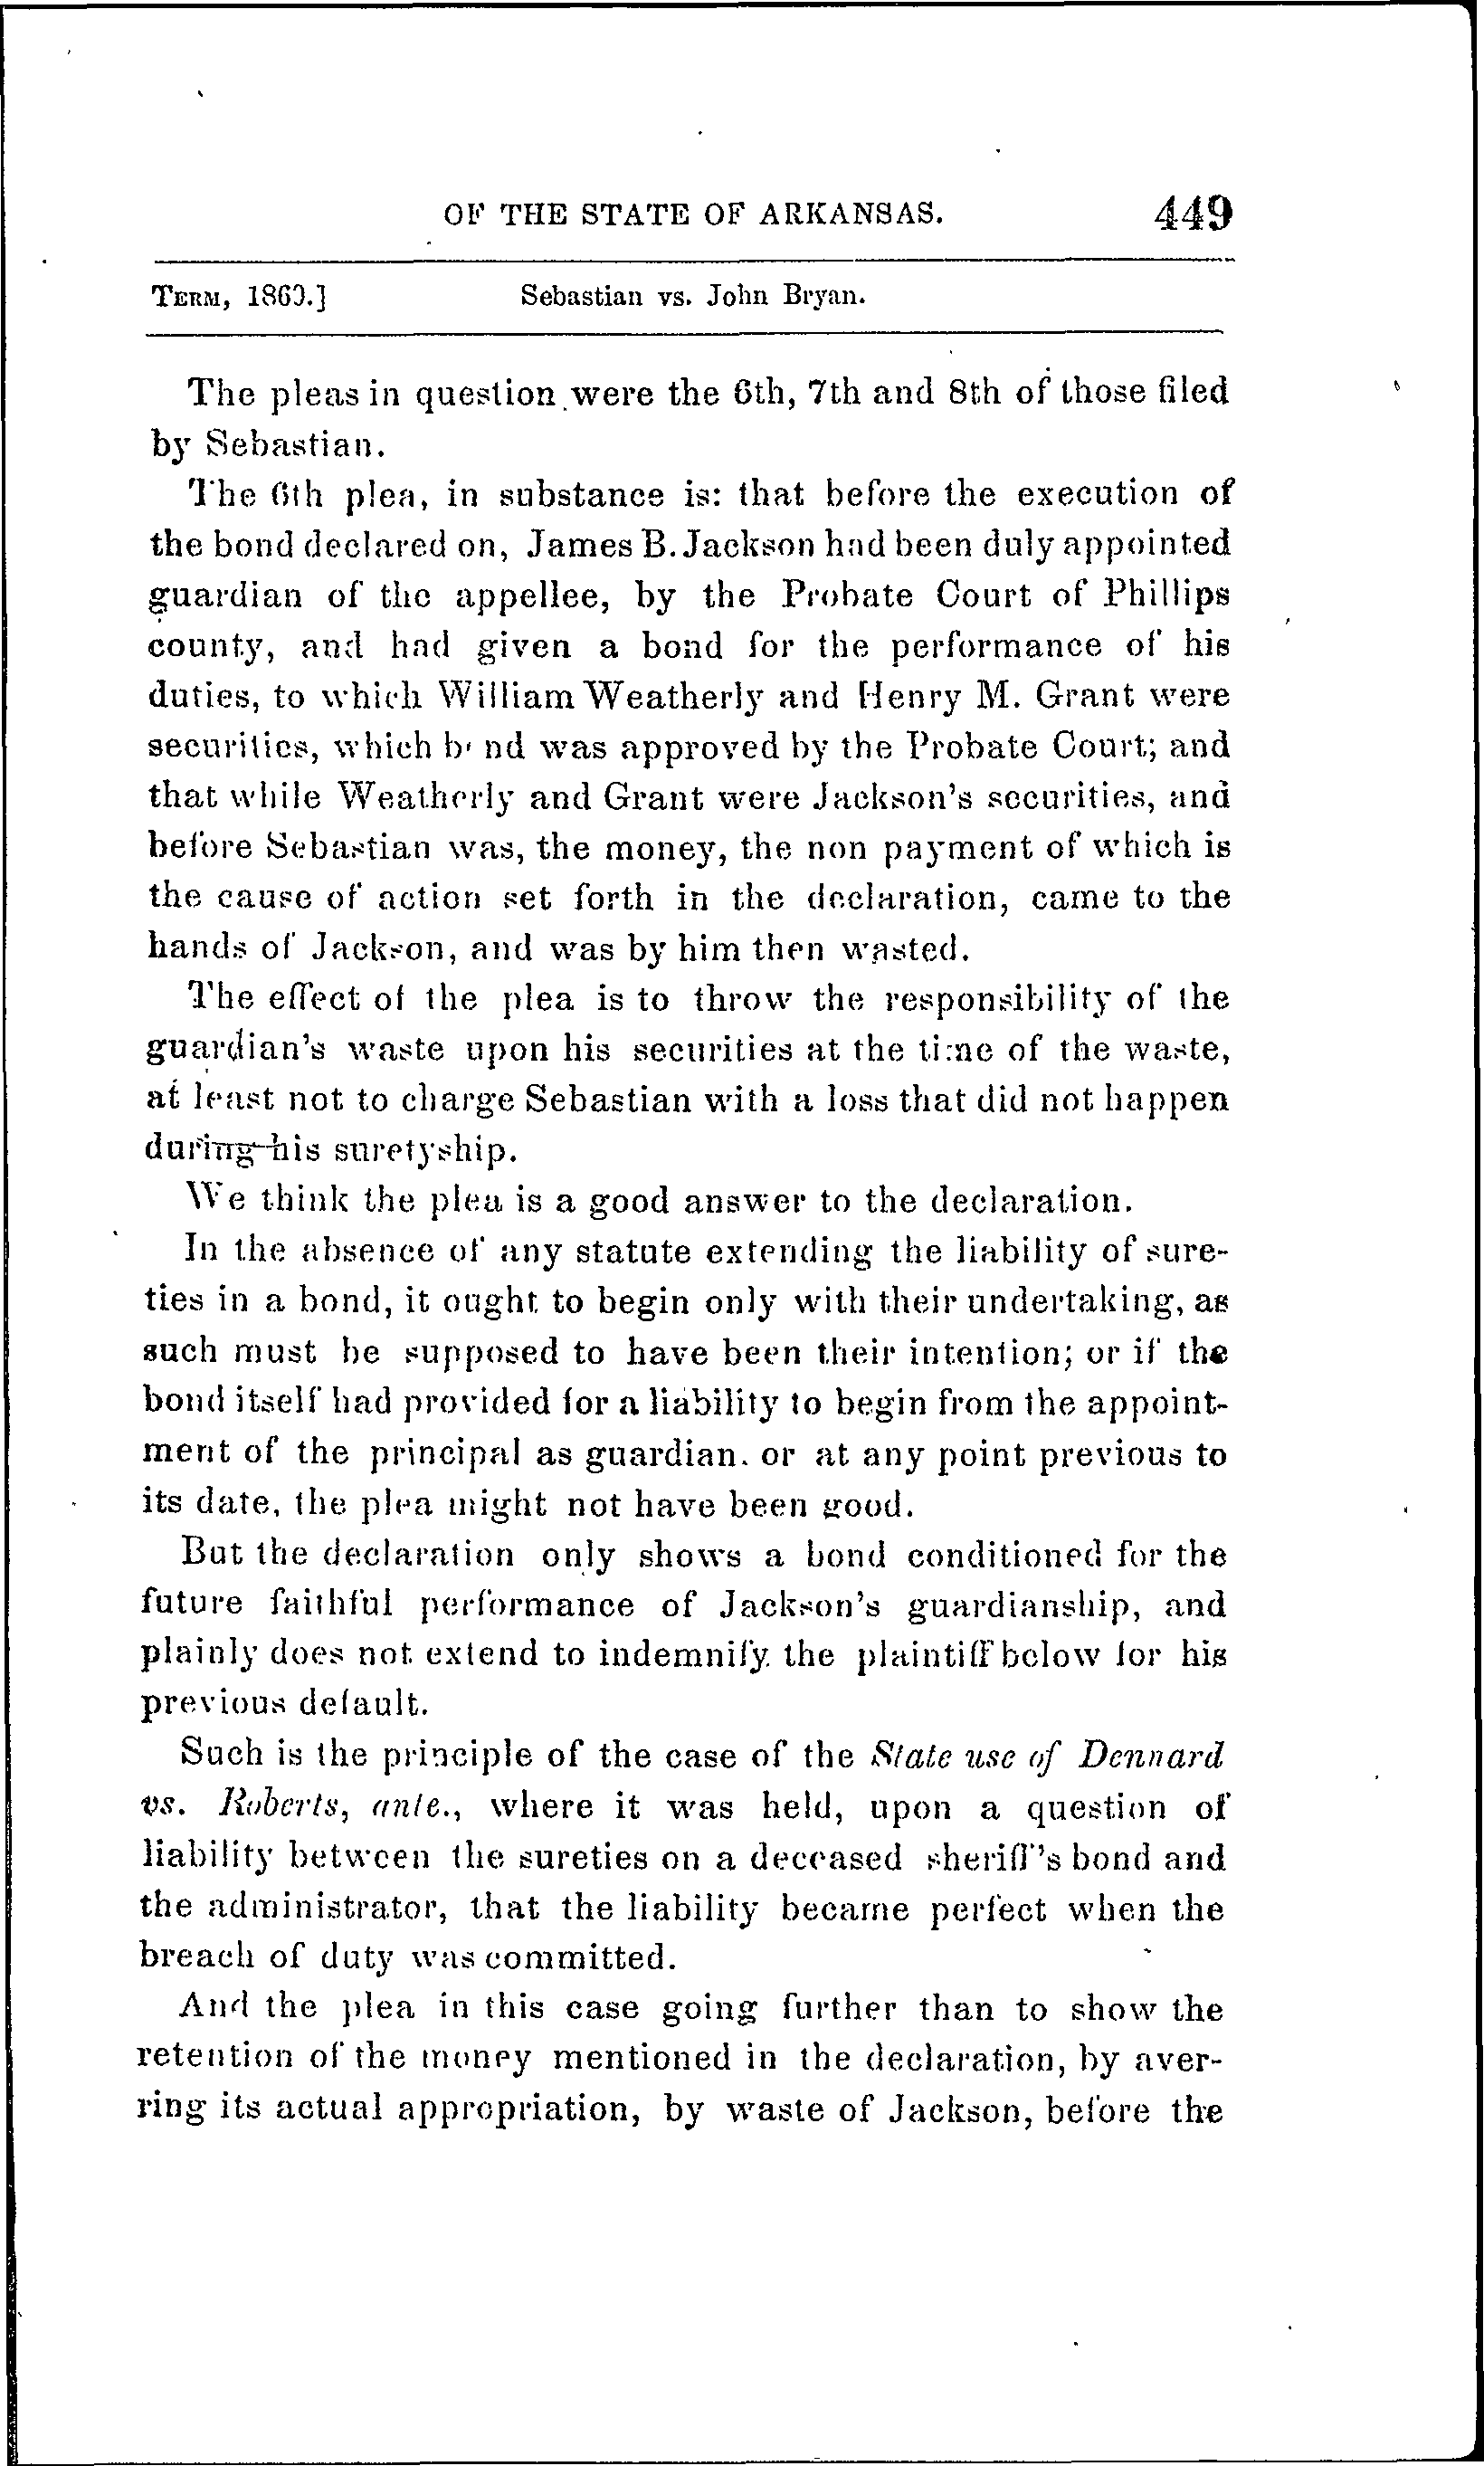 OF THE STATE OF ARKANSAS. 449
TERM, 1860.] Sebastian vs. John Bryan.
The pleas in question were the 6th, 7th and 8th of those filed
by Sebastian.
The 6th plea, in substance is: that before the execution of
the bond declared on, James B. Jackson had been duly appointed
guardian of the appellee, by the Probate Court of Phillips
county, and had given a bond for the performance of his
duties, to which William Weatherly and Henry M. Grant were
securities, which bond was approved by the Probate Court; and
that while Weatherly and Grant were Jackson's securities, and
before Sebastian was, the money, the non payment of which is
the cause of action set forth in the declaration, came to the
hands of Jackson, and was by him then wasted.
The effect of the plea is to throw the responsibility of the
guardian's waste upon his securities at the time of the waste,
at least not to charge Sebastian with a loss that did not happen
during his suretyship.
We think the plea is a good answer to the declaration.
In the absence of any statute extending the liability of sure-
ties in a bond, it ought to begin only with their undertaking, as
such must be supposed to have been their intention; or if the
bond itself had provided for a liability to begin from the appoint-
ment of the principal as guardian. or at any point previous to
its date, the plea might not have been good.
But the declaration only shows a bond conditioned for the
future faithful performance of Jackson's guardianship, and
plainly does not extend to indemnify the plaintiff below for his
previous default.
Such is the principle of the case of the State use of Dennard
vs. Roberts, ante., where it was held, upon a question of
liability between the sureties on a deceased sheriff's bond and
the administrator, that the liability became perfect when the
breach of duty was committed.
And the plea in this case going further than to show the
retention of the money mentioned in the declaration, by aver-
ring its actual appropriation, by waste of Jackson, before the